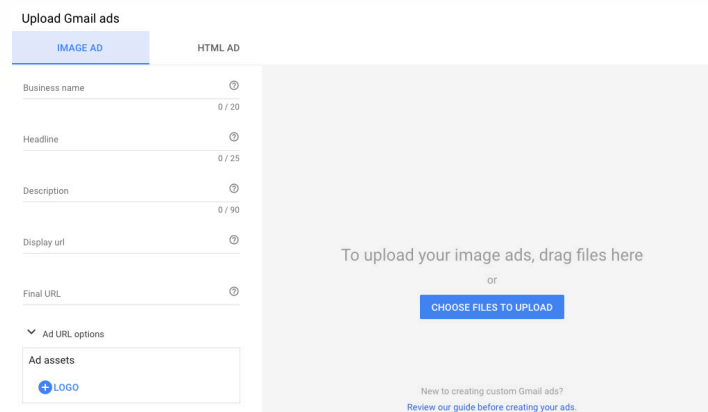 Upload Gmail ads
IMAGE AD
HTML AD
Business name
0 / 20
Headline
0 / 25
Description
0 / 90
Display url
Final URL
Ad URL options
Ad assets
LOGO
To upload your image ads, drag files here
or
CHOOSE FILES TO UPLOAD
New to creating custom Gmail ads?
Review our guide before creating your ads.